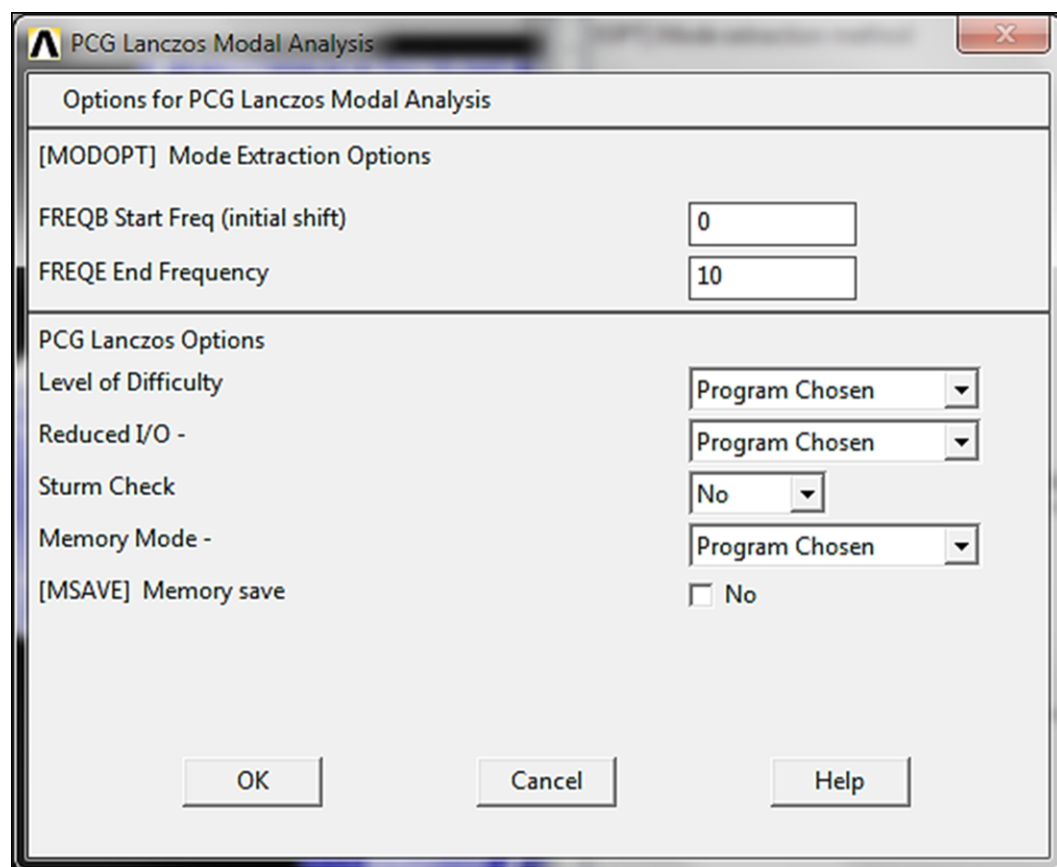 PCG Lanczos Modal Analysis
Options for PCG Lanczos Modal Analysis
[MODOPT] Mode Extraction Options
FREQB Start Freq (initial shift) 0
FREQE End Frequency 10
PCG Lanczos Options
Level of Difficulty Program Chosen
Reduced I/O - Program Chosen
Sturm Check No
Memory Mode - Program Chosen
[MSAVE] Memory save No
OK Cancel Help